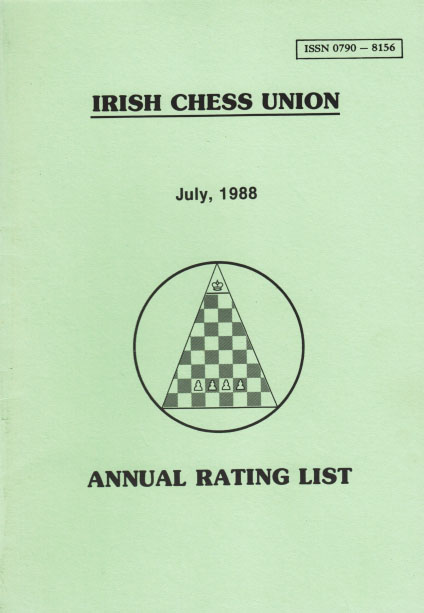 ISSN 0790 – 8156
IRISH CHESS UNION
July, 1988
ANNUAL RATING LIST